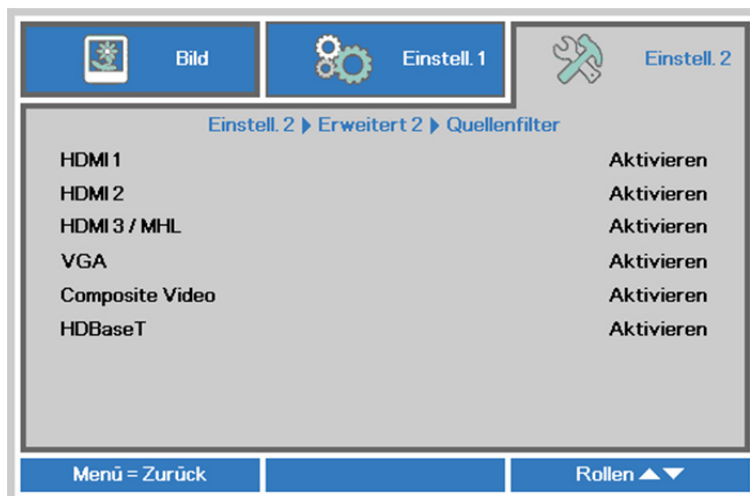 Bild
Einstell. 1
Einstell. 2
Einstell. 2 ▶ Erweitert 2 ▶ Quellenfilter
HDMI 1 Aktivieren
HDMI 2 Aktivieren
HDMI 3 / MHL Aktivieren
VGA Aktivieren
Composite Video Aktivieren
HDBaseT Aktivieren
Menü = Zurück
Rollen ▲▼